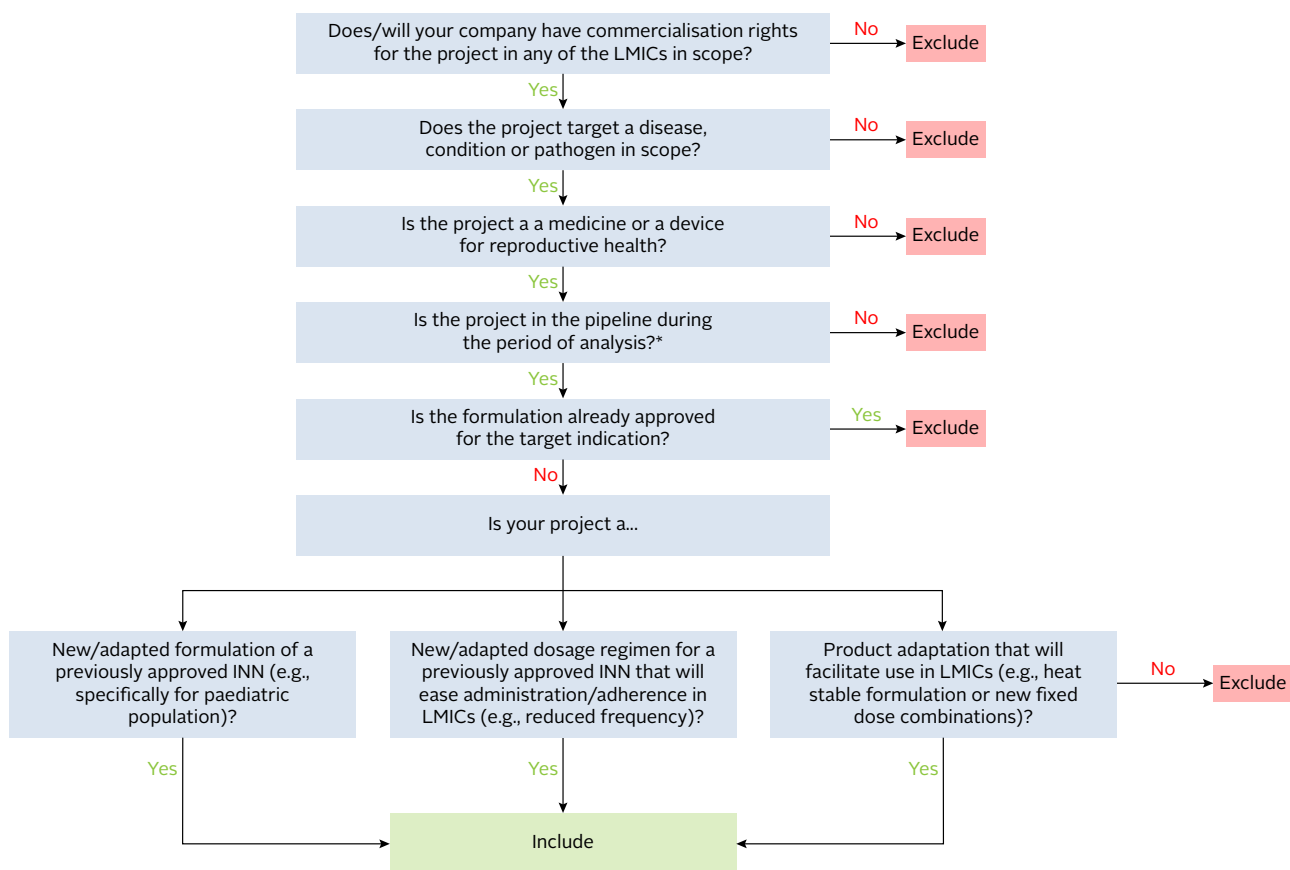 Does/will your company have commercialisation rights
for the project in any of the LMICs in scope?
No
Exclude
Yes
Does the project target a disease,
condition or pathogen in scope?
No
Exclude
Yes
Is the project a a medicine or a device
for reproductive health?
No
Exclude
Yes
Is the project in the pipeline during
the period of analysis?*
No
Exclude
Yes
Is the formulation already approved
for the target indication?
Yes
Exclude
No
Is your project a...
New/adapted formulation of a
previously approved INN (e.g.,
specifically for paediatric
population)?
New/adapted dosage regimen for a
previously approved INN that will
ease administration/adherence in
LMICs (e.g., reduced frequency)?
Product adaptation that will
facilitate use in LMICs (e.g., heat
stable formulation or new fixed
dose combinations)?
No
Exclude
Yes
Yes
Yes
Include